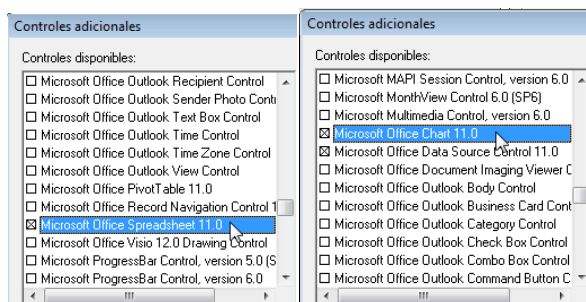 Controles adicionales
Controles disponibles:
Microsoft Office Outlook Recipient Control
Microsoft Office Outlook Sender Photo Contr
Microsoft Office Outlook Text Box Control
Microsoft Office Outlook Time Control
Microsoft Office Outlook Time Zone Control
Microsoft Office Outlook View Control
Microsoft Office PivotTable 11.0
Microsoft Office Record Navigation Control 1
Microsoft Office Spreadsheet 11.0
Microsoft Office Visio 12.0 Drawing Control
Microsoft ProgressBar Control, version 5.0 (S
Microsoft ProgressBar Control, version 6.0
Controles adicionales
Controles disponibles:
Microsoft MAPI Session Control, version 6.0
Microsoft MonthView Control 6.0 (SP6)
Microsoft Multimedia Control, version 6.0
Microsoft Office Chart 11.0
Microsoft Office Data Source Control 11.0
Microsoft Office Document Imaging Viewer C
Microsoft Office Outlook Body Control
Microsoft Office Outlook Business Card Cont
Microsoft Office Outlook Category Control
Microsoft Office Outlook Check Box Control
Microsoft Office Outlook Combo Box Control
Microsoft Office Outlook Command Button C